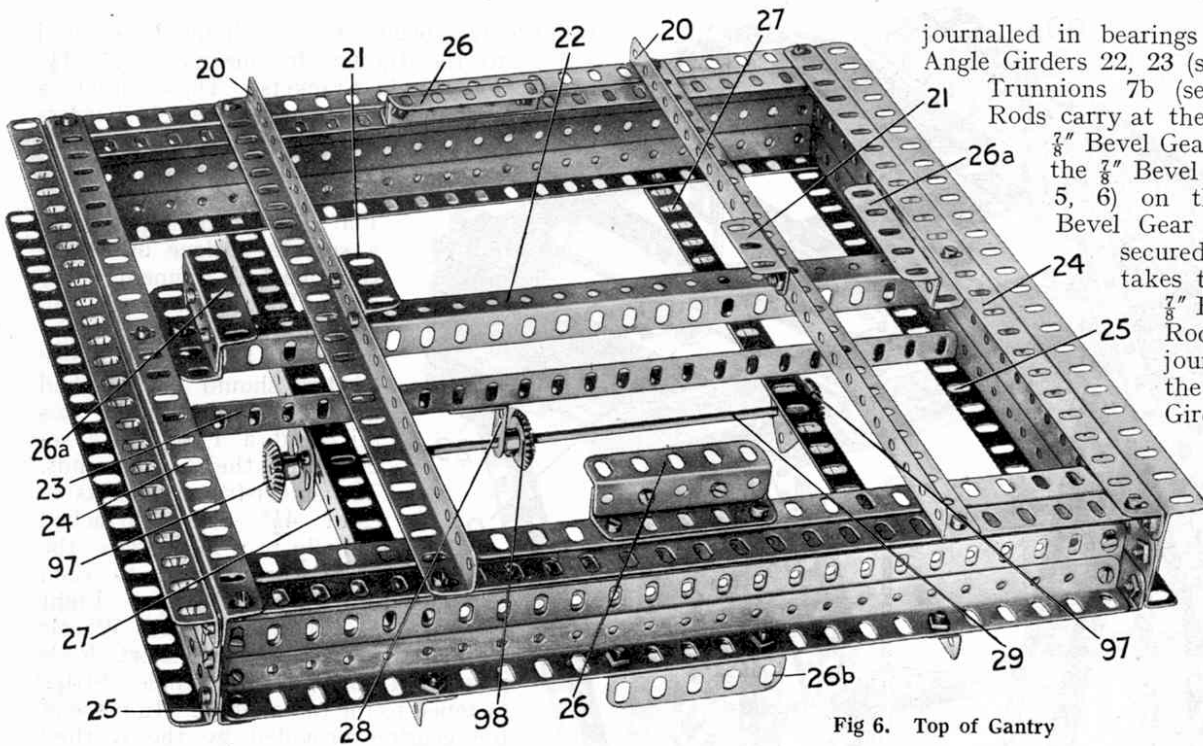 20
21
26
22
20
27
21
26a
24
25
journalled in bearings
Angle Girders 22, 23 (s
Trunnions 7b (se
Rods carry at the
⅞″ Bevel Gea
the ⅞″ Bevel
5, 6) on th
Bevel Gear
secured
takes t
⅞″
Rod
jour
the
Gir
26a
23
24
97
27
25
28
98
26
26b
29
97
Fig 6. Top of Gantry